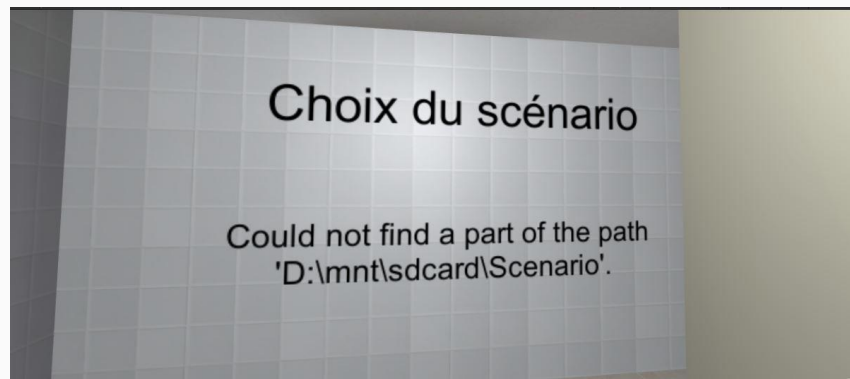 Choix du scénario
Could not find a part of the path
'D:\mnt\sdcard\Scenario'.